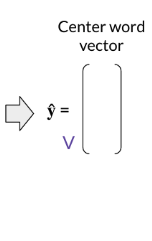 Center word
vector
ŷ =
V